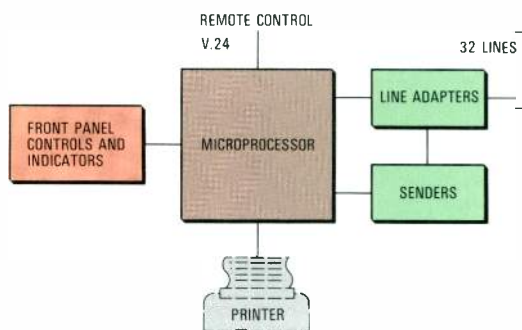 REMOTE CONTROL
V.24
32 LINES
LINE ADAPTERS
FRONT PANEL
CONTROLS AND
INDICATORS
MICROPROCESSOR
SENDERS
PRINTER